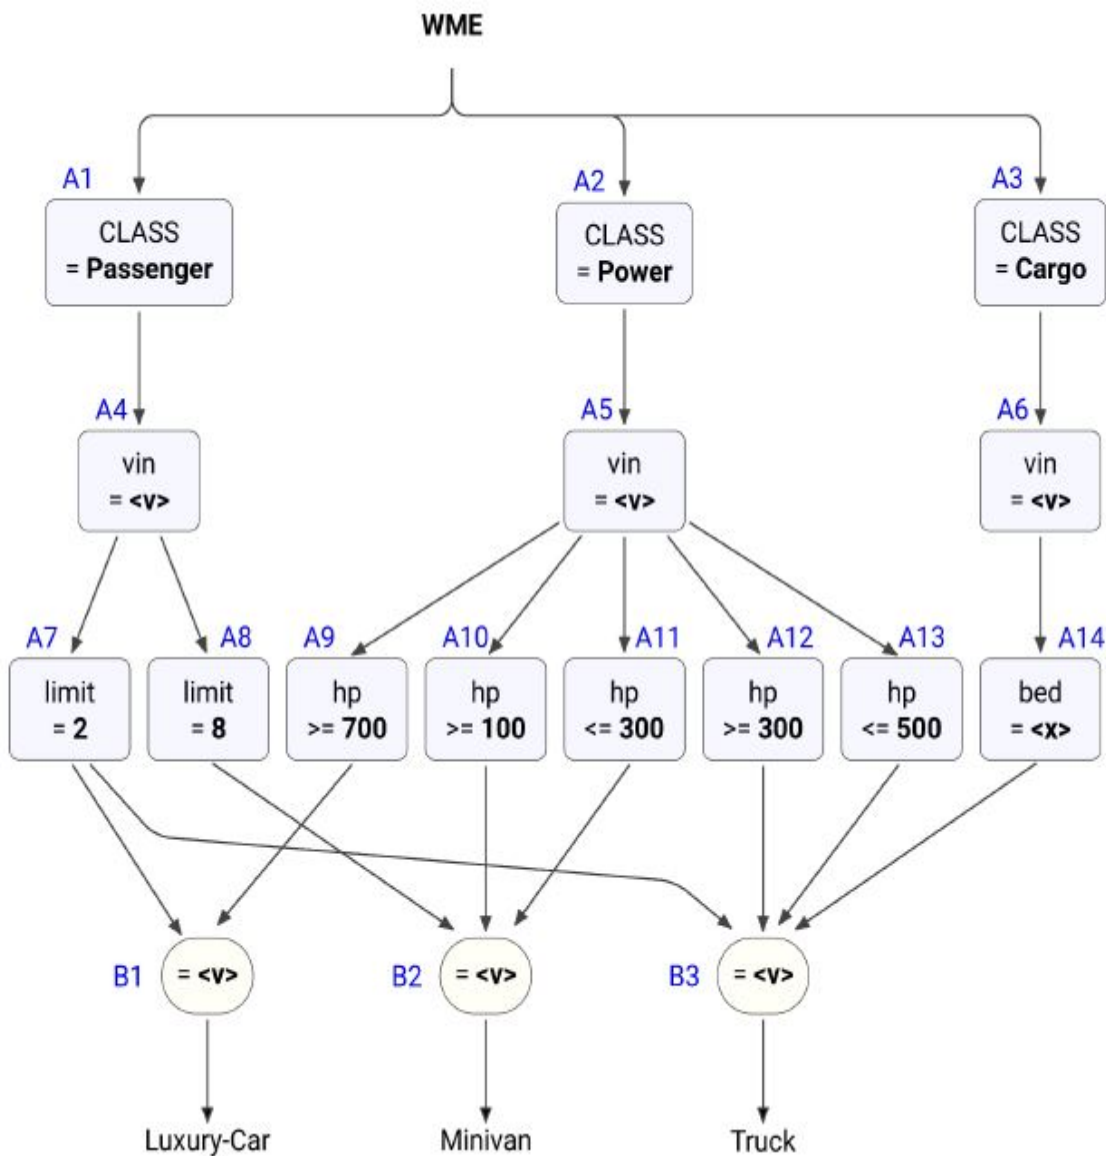 WME
A1
A2
A3
CLASS
= Passenger
CLASS
= Power
CLASS
= Cargo
A4
A5
A6
vin
= <v>
vin
= <v>
vin
= <v>
A7
A8
A9
A10
A11
A12
A13
A14
limit
= 2
limit
= 8
hp
>= 700
hp
>= 100
hp
<= 300
hp
>= 300
hp
<= 500
bed
= <x>
B1
= <v>
B2
= <v>
B3
= <v>
Luxury-Car
Minivan
Truck